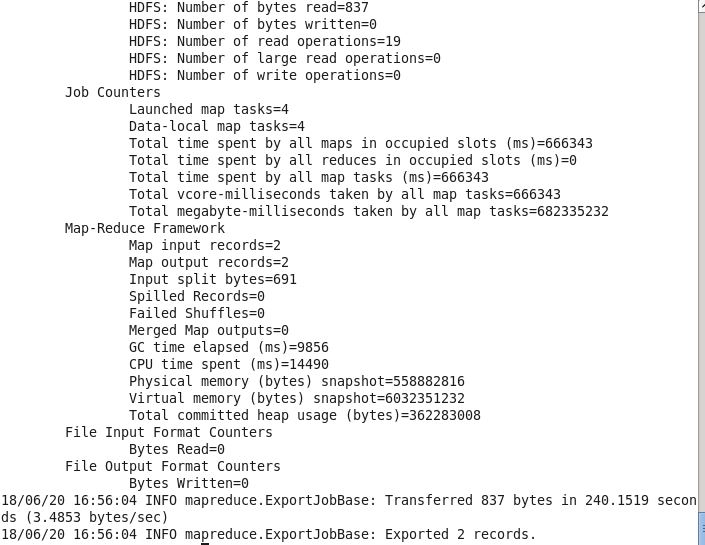 HDFS: Number of bytes read=837
HDFS: Number of bytes written=0
HDFS: Number of read operations=19
HDFS: Number of large read operations=0
HDFS: Number of write operations=0
Job Counters
Launched map tasks=4
Data-local map tasks=4
Total time spent by all maps in occupied slots (ms)=666343
Total time spent by all reduces in occupied slots (ms)=0
Total time spent by all map tasks (ms)=666343
Total vcore-milliseconds taken by all map tasks=666343
Total megabyte-milliseconds taken by all map tasks=682335232
Map-Reduce Framework
Map input records=2
Map output records=2
Input split bytes=691
Spilled Records=0
Failed Shuffles=0
Merged Map outputs=0
GC time elapsed (ms)=9856
CPU time spent (ms)=14490
Physical memory (bytes) snapshot=558882816
Virtual memory (bytes) snapshot=6032351232
Total committed heap usage (bytes)=362283008
File Input Format Counters
Bytes Read=0
File Output Format Counters
Bytes Written=0
18/06/20 16:56:04 INFO mapreduce.ExportJobBase: Transferred 837 bytes in 240.1519 secon
ds (3.4853 bytes/sec)
18/06/20 16:56:04 INFO mapreduce.ExportJobBase: Exported 2 records.